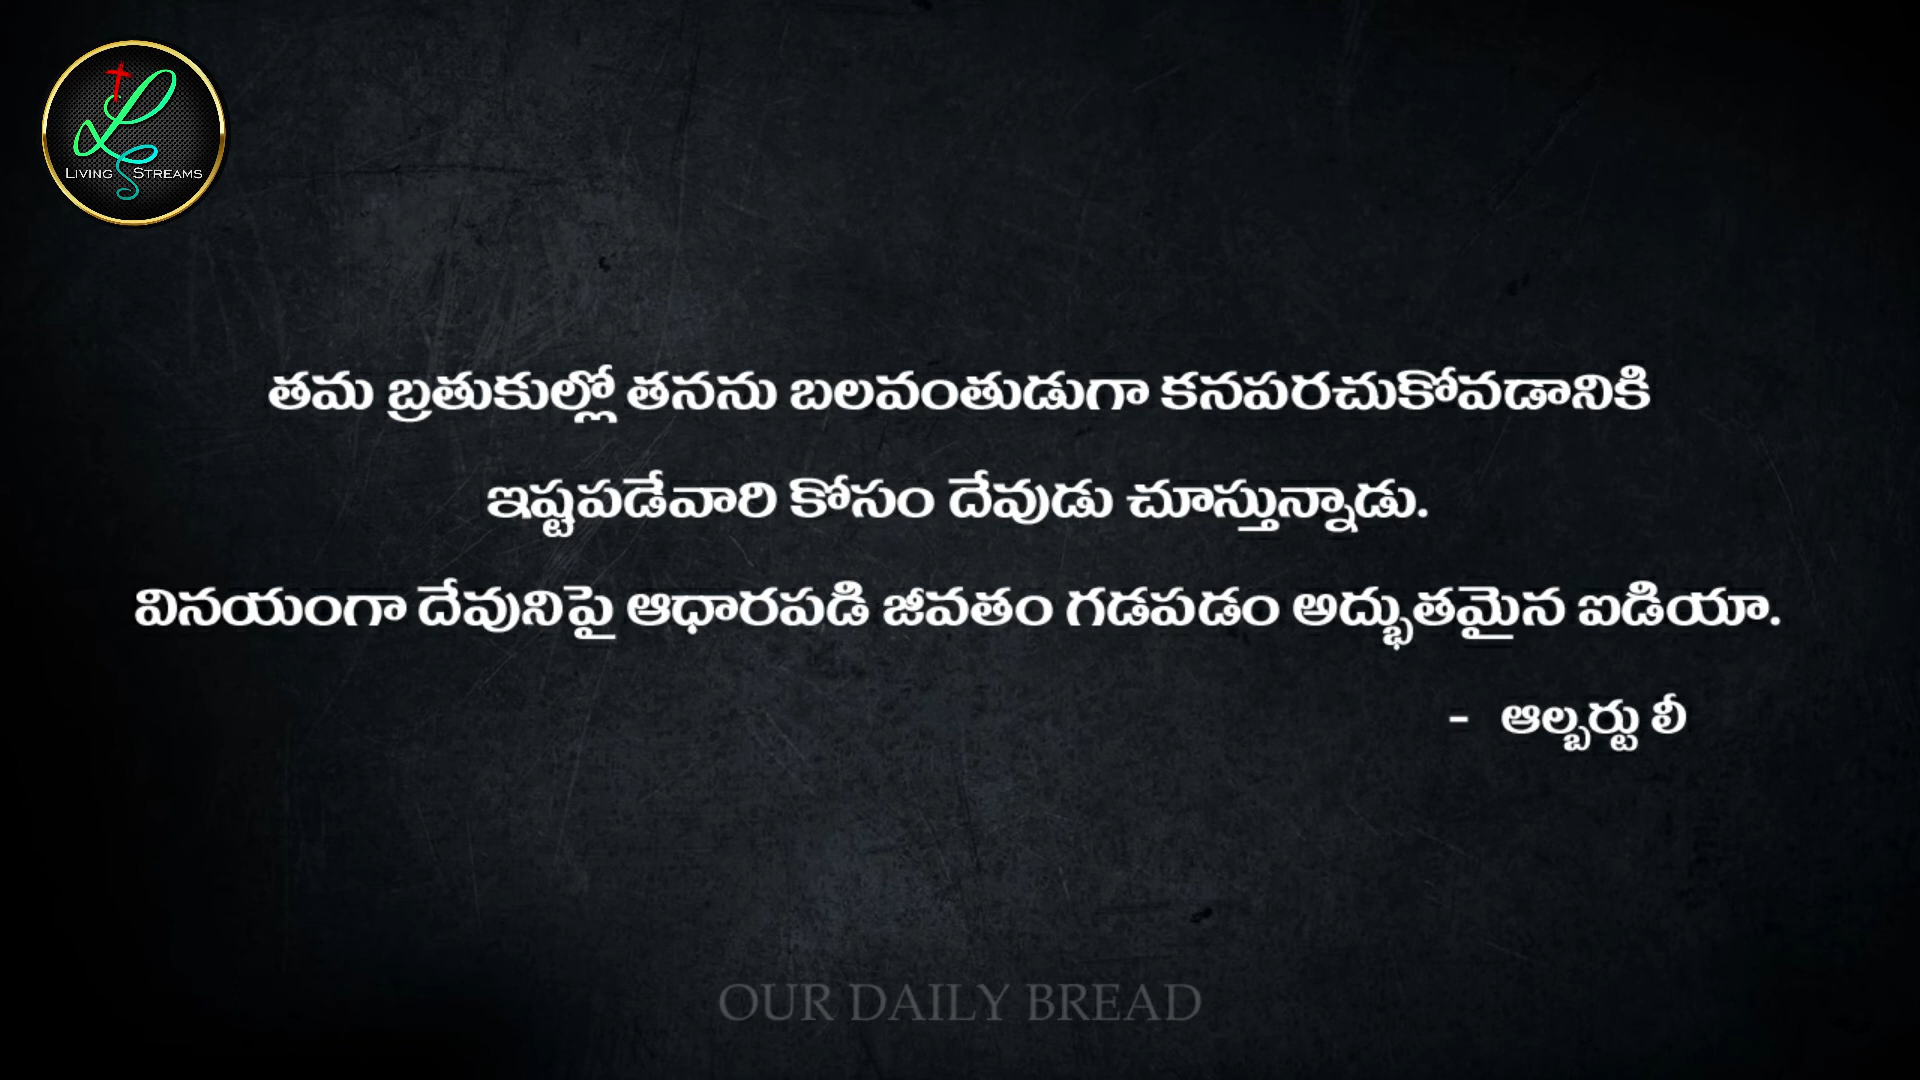 LIVING STREAMS
తమ బ్రతుకుల్లో తనను బలవంతుడుగా కనపరచుకోవడానికి
ఇష్టపడేవారి కోసం దేవుడు చూస్తున్నాడు.
వినయంగా దేవునిపై ఆధారపడి జీవతం గడపడం అద్భుతమైన ఐడియా.
- ఆల్బర్టు లీ
OUR DAILY BREAD